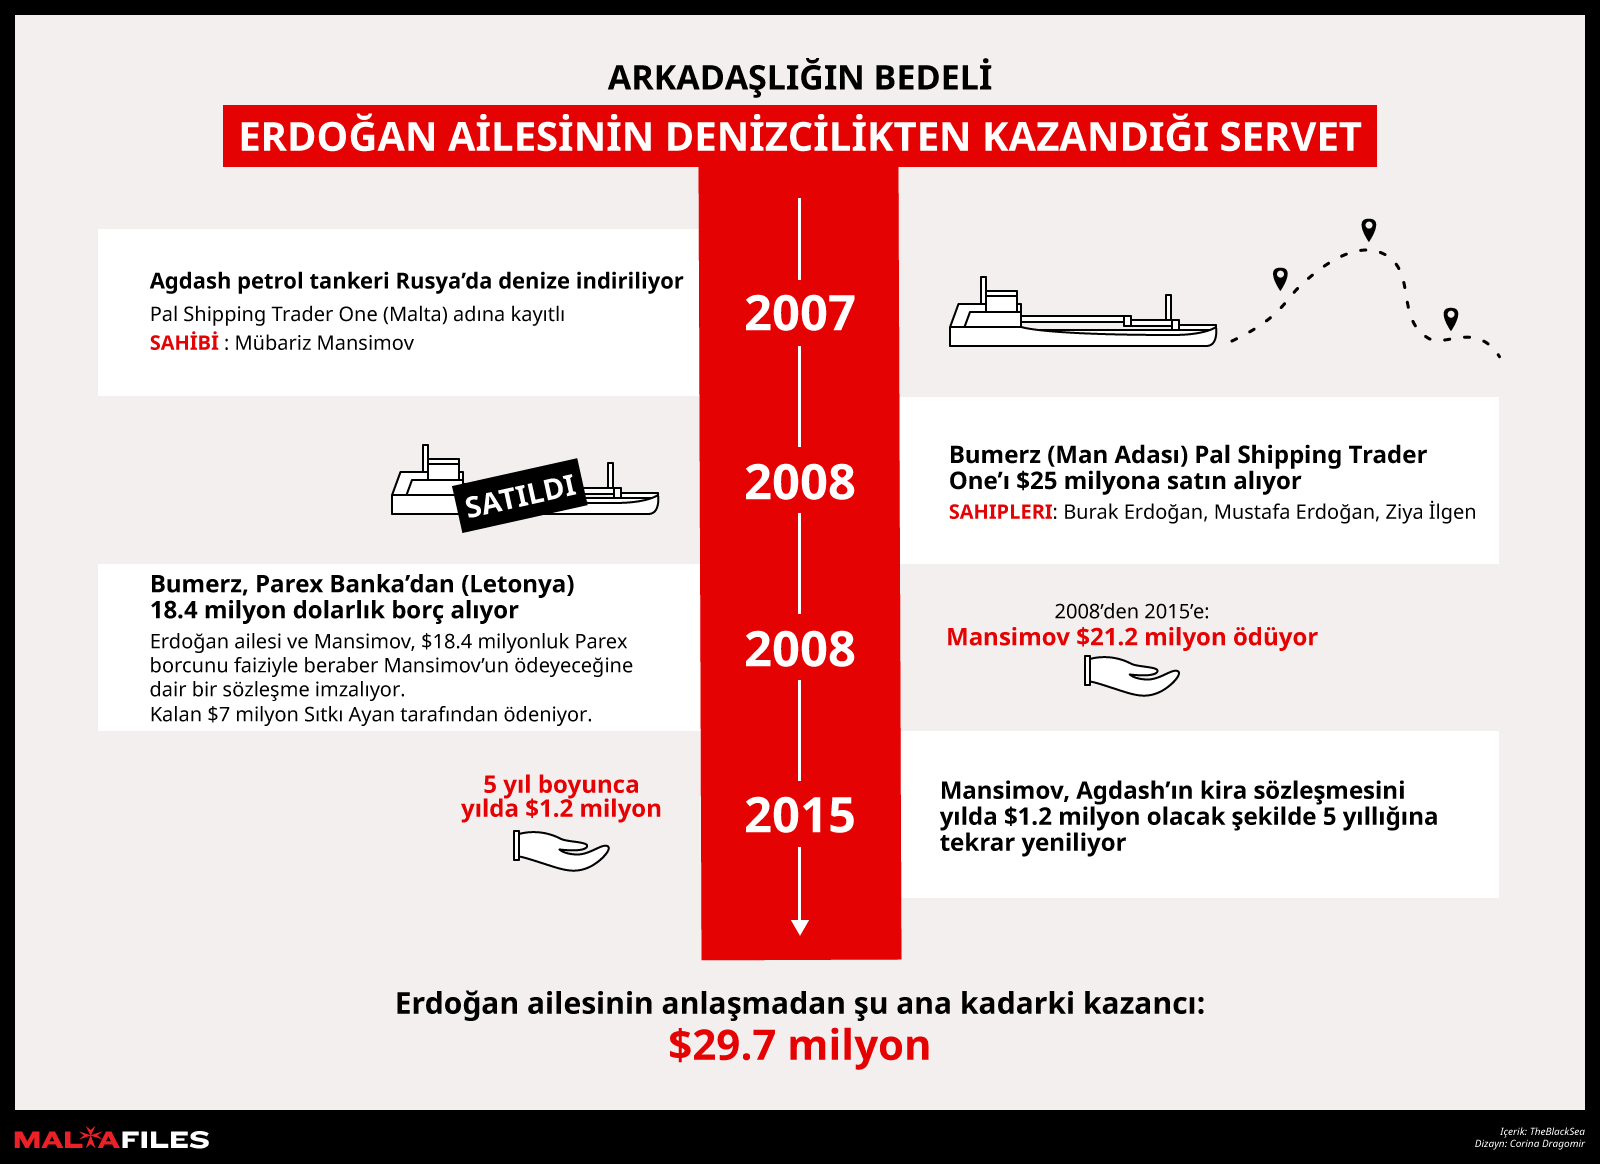 ARKADAŞLIĞIN BEDELİ
ERDOĞAN AİLESİNİN DENİZCİLİKTEN KAZANDIĞI SERVET
2007
Agdash petrol tankeri Rusya’da denize indiriliyor
Pal Shipping Trader One (Malta) adına kayıtlı
SAHİBİ : Mübariz Mansimov
2008
SATILDI
Bumerz (Man Adası) Pal Shipping Trader
One’ı $25 milyona satın alıyor
SAHIPLERI: Burak Erdoğan, Mustafa Erdoğan, Ziya İlgen
2008
Bumerz, Parex Banka’dan (Letonya)
18.4 milyon dolarlık borç alıyor
Erdoğan ailesi ve Mansimov, $18.4 milyonluk Parex
borcunu faiziyle beraber Mansimov’un ödeyeceğine
dair bir sözleşme imzalıyor.
Kalan $7 milyon Sıtkı Ayan tarafından ödeniyor.
2008’den 2015’e:
Mansimov $21.2 milyon ödüyor
2015
5 yıl boyunca
yılda $1.2 milyon
Mansimov, Agdash’ın kira sözleşmesini
yılda $1.2 milyon olacak şekilde 5 yıllığına
tekrar yeniliyor
Erdoğan ailesinin anlaşmadan şu ana kadarki kazancı:
$29.7 milyon
MALTAFILES
Içerik: TheBlackSea
Dizayn: Corina Dragomir